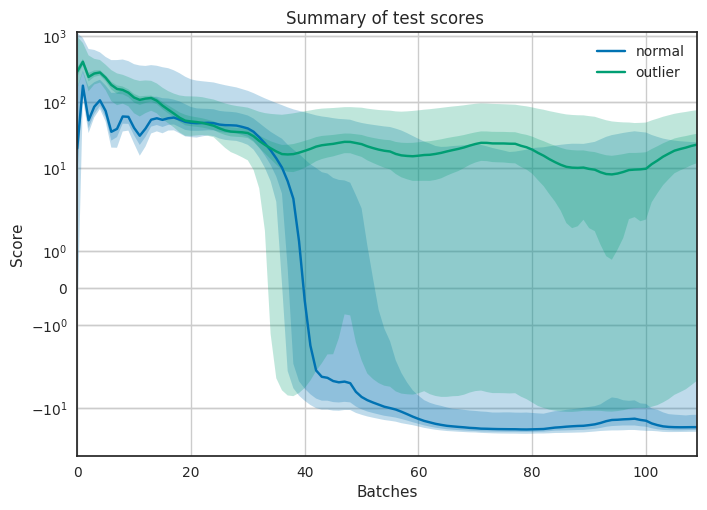 Summary of test scores
normal
outlier
10³
10²
10¹
10⁰
0
−10⁰
−10¹
Score
0 20 40 60 80 100
Batches